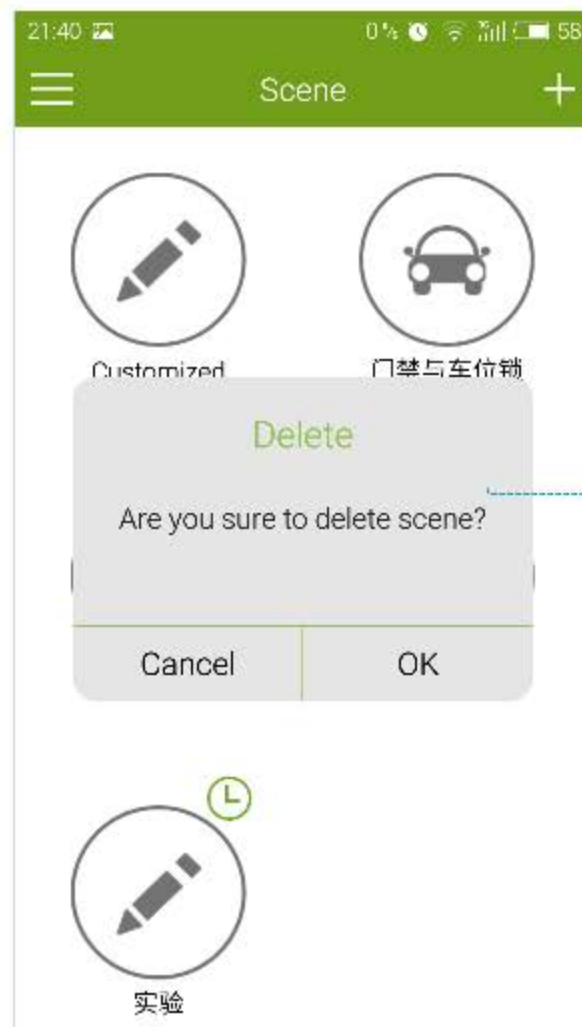 21:40
58
Scene
Customized
门禁与车位锁
Delete
Are you sure to delete scene?
Cancel
OK
实验